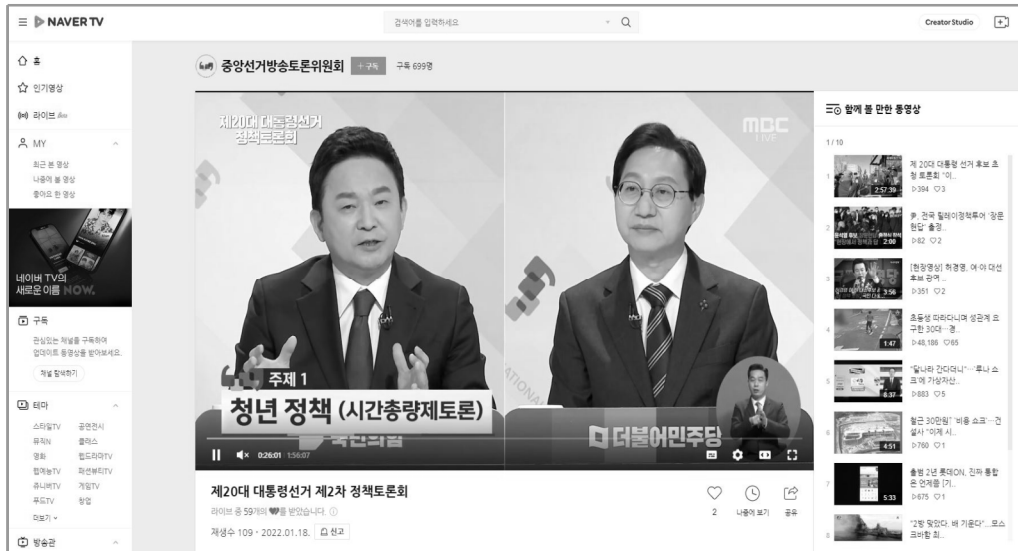 NAVER TV
검색어를 입력하세요
Creator Studio
홈
인기영상
라이브
MY
최근 본 영상
나중에 볼 영상
좋아요 한 영상
네이버 TV의
새로운 이름 NOW.
구독
관심있는 채널을 구독하여
업데이트 동영상을 받아보세요.
채널 탐색하기
테마
스타일TV 공연전시
뮤직N 클래스
영화 웹드라마TV
웹예능TV 패션뷰티TV
쥬니버TV 게임TV
푸드TV 창업
더보기
방송관
중앙선거방송토론위원회 +구독 구독 699명
제20대 대통령선거
정책토론회
MBC
LIVE
주제 1
청년 정책 (시간총량제토론)
국민의힘
더불어민주당
0:26:01 1:56:07
제20대 대통령선거 제2차 정책토론회
라이브 중 59개의 를 받았습니다.
재생수 109 · 2022.01.18. 신고
2 나중에 보기 공유
함께 볼 만한 동영상
1 / 10
1
2:57:39
제 20대 대통령 선거 후보 초
청 토론회 "이..
394 3
2
2:00
尹, 전국 릴레이정책투어 '장문
현답' 출정..
82 2
3:56
[현장영상] 허경영, 여·야 대선
후보 관여 ...
351 2
4
1:47
초등생 따라다니며 성관계 요
구한 30대…경..
48,186 65
5
8:37
"달나라 간다더니"…'루나 쇼
크'에 가상자산..
883 5
6
4:51
철근 30만원" '비용 쇼크'…건
설사 "이제 시..
760 1
7
5:33
출범 2년 롯데ON, 진짜 통합
은 언제쯤 [기..
675 1
8
"2방 맞았다, 배 기운다"…모스
크바함 최..